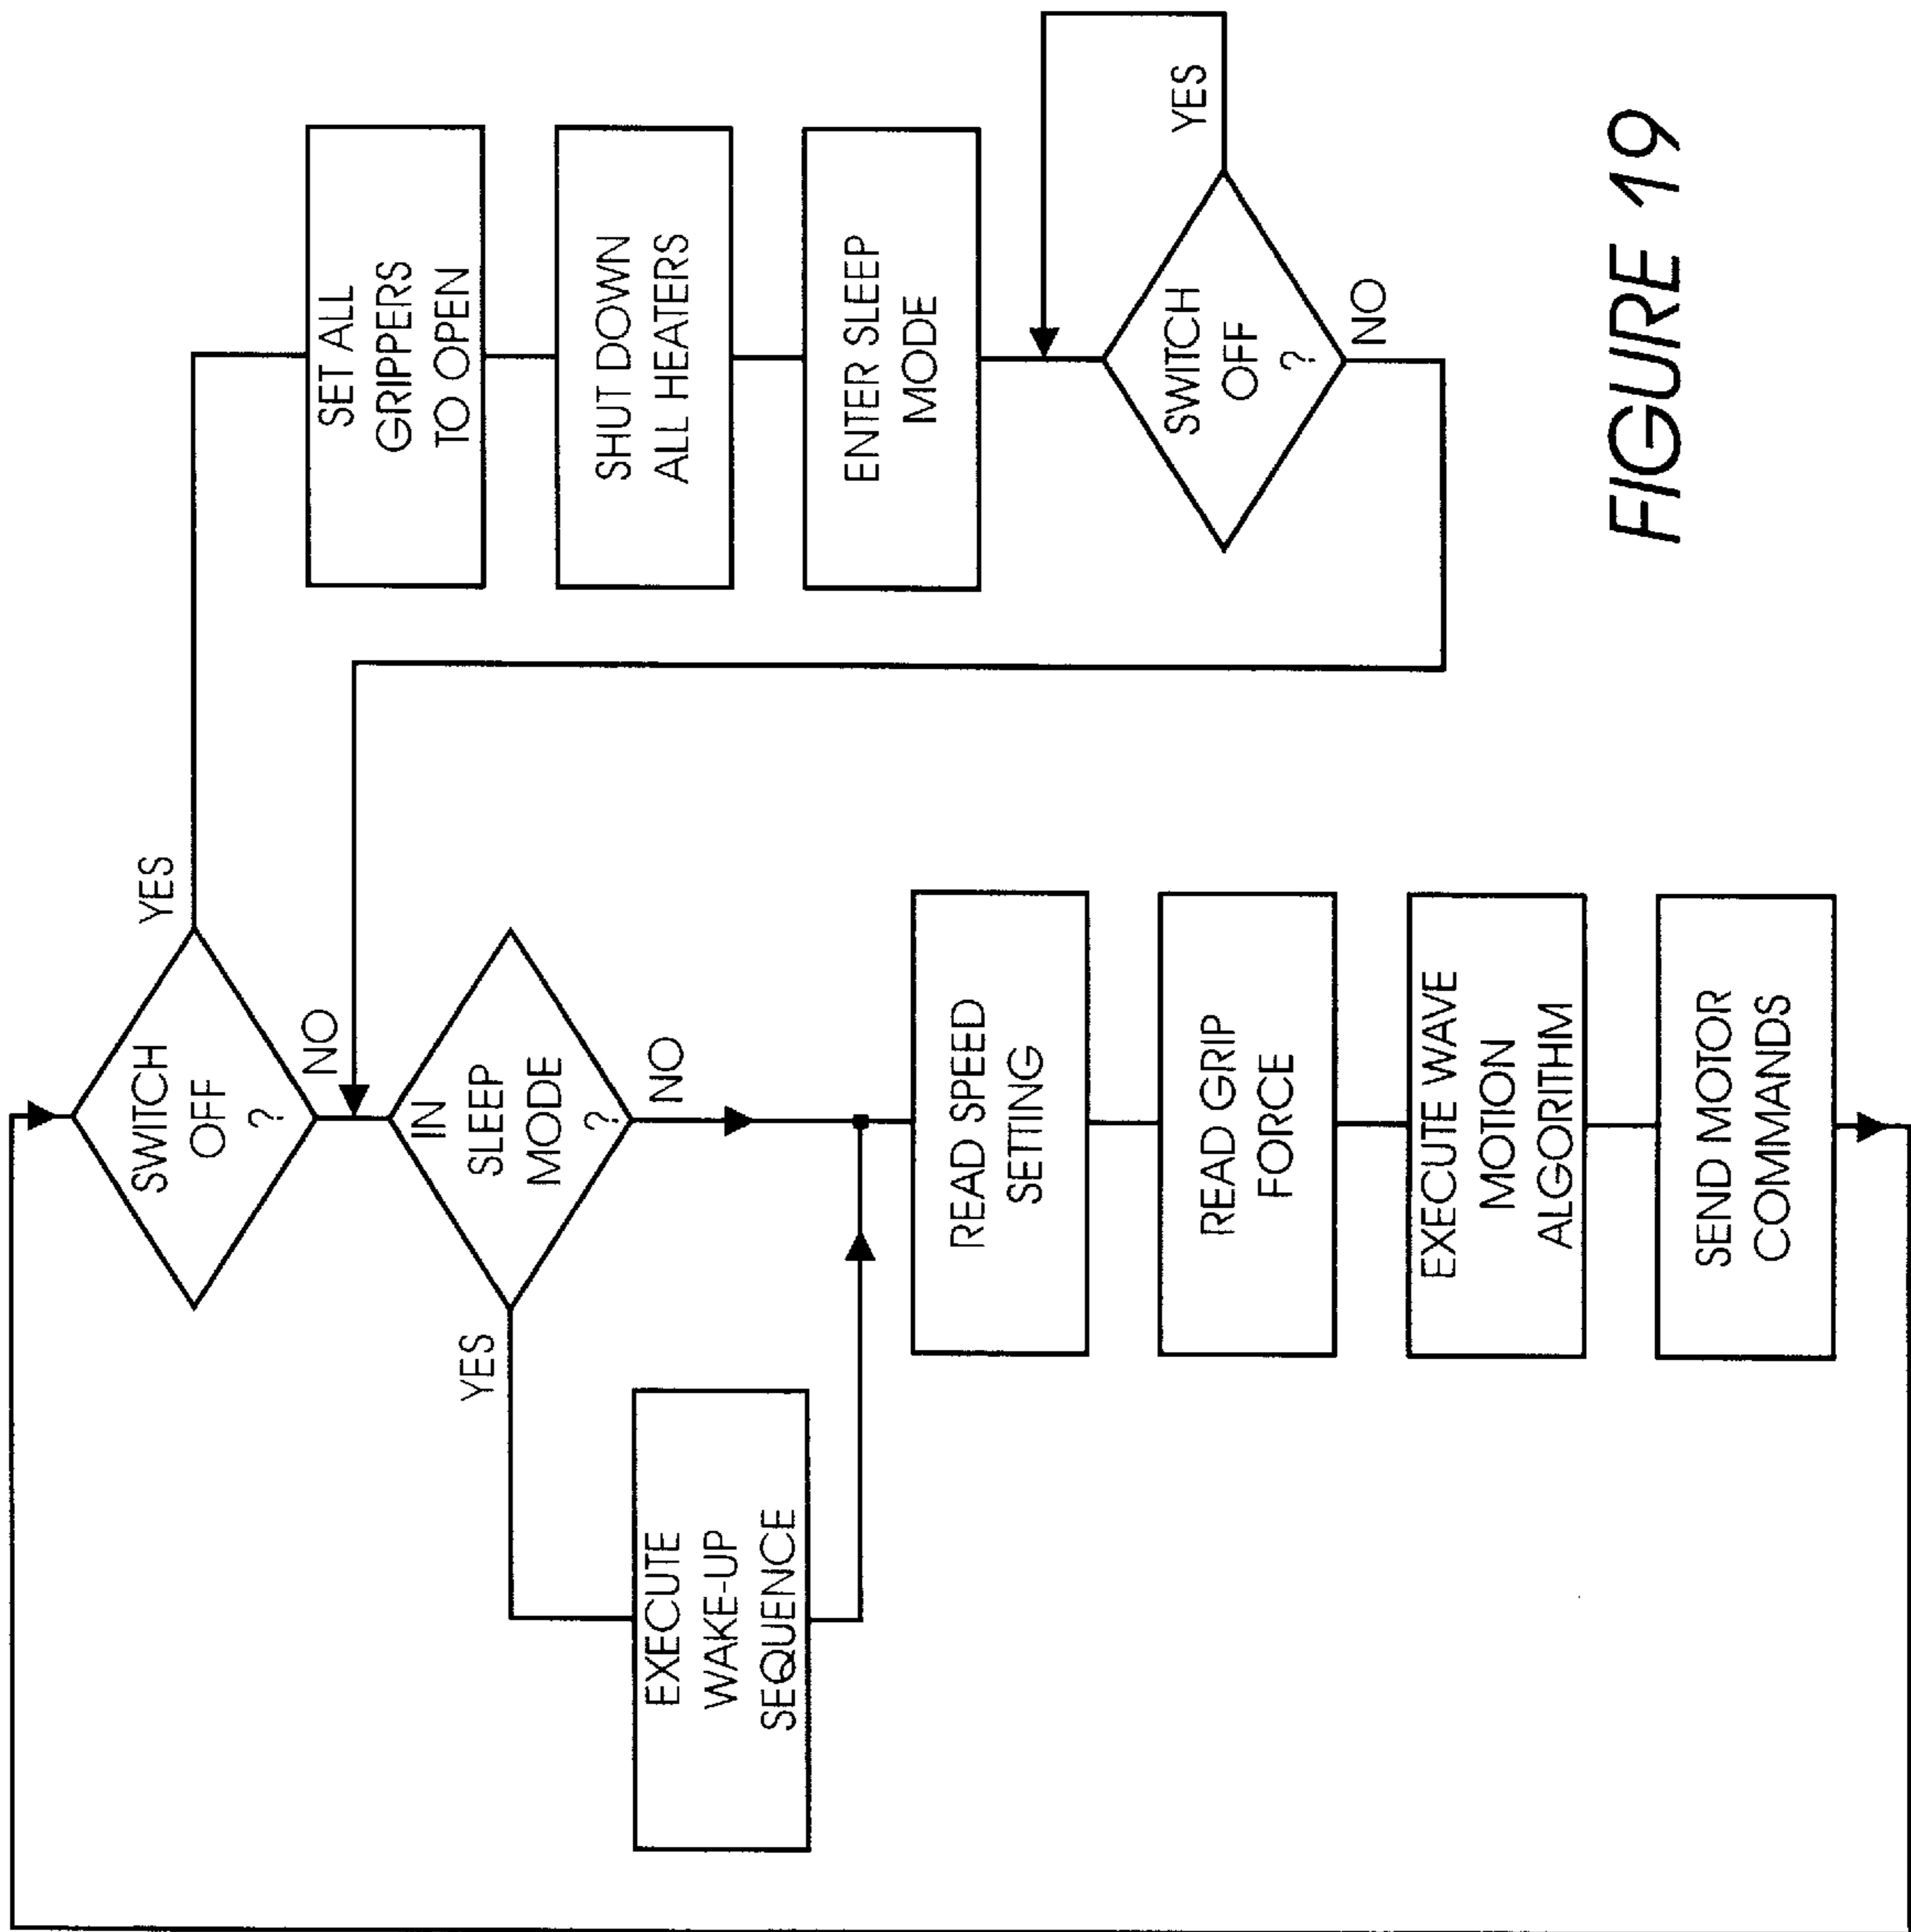 SWITCH
OFF
?
YES
NO
IN
SLEEP
MODE
?
YES
NO
EXECUTE
WAKE-UP
SEQUENCE
READ SPEED
SETTING
READ GRIP
FORCE
EXECUTE WAVE
MOTION
ALGORITHM
SEND MOTOR
COMMANDS
SET ALL
GRIPPERS
TO OPEN
SHUT DOWN
ALL HEATERS
ENTER SLEEP
MODE
SWITCH
OFF
?
YES
NO
FIGURE 19